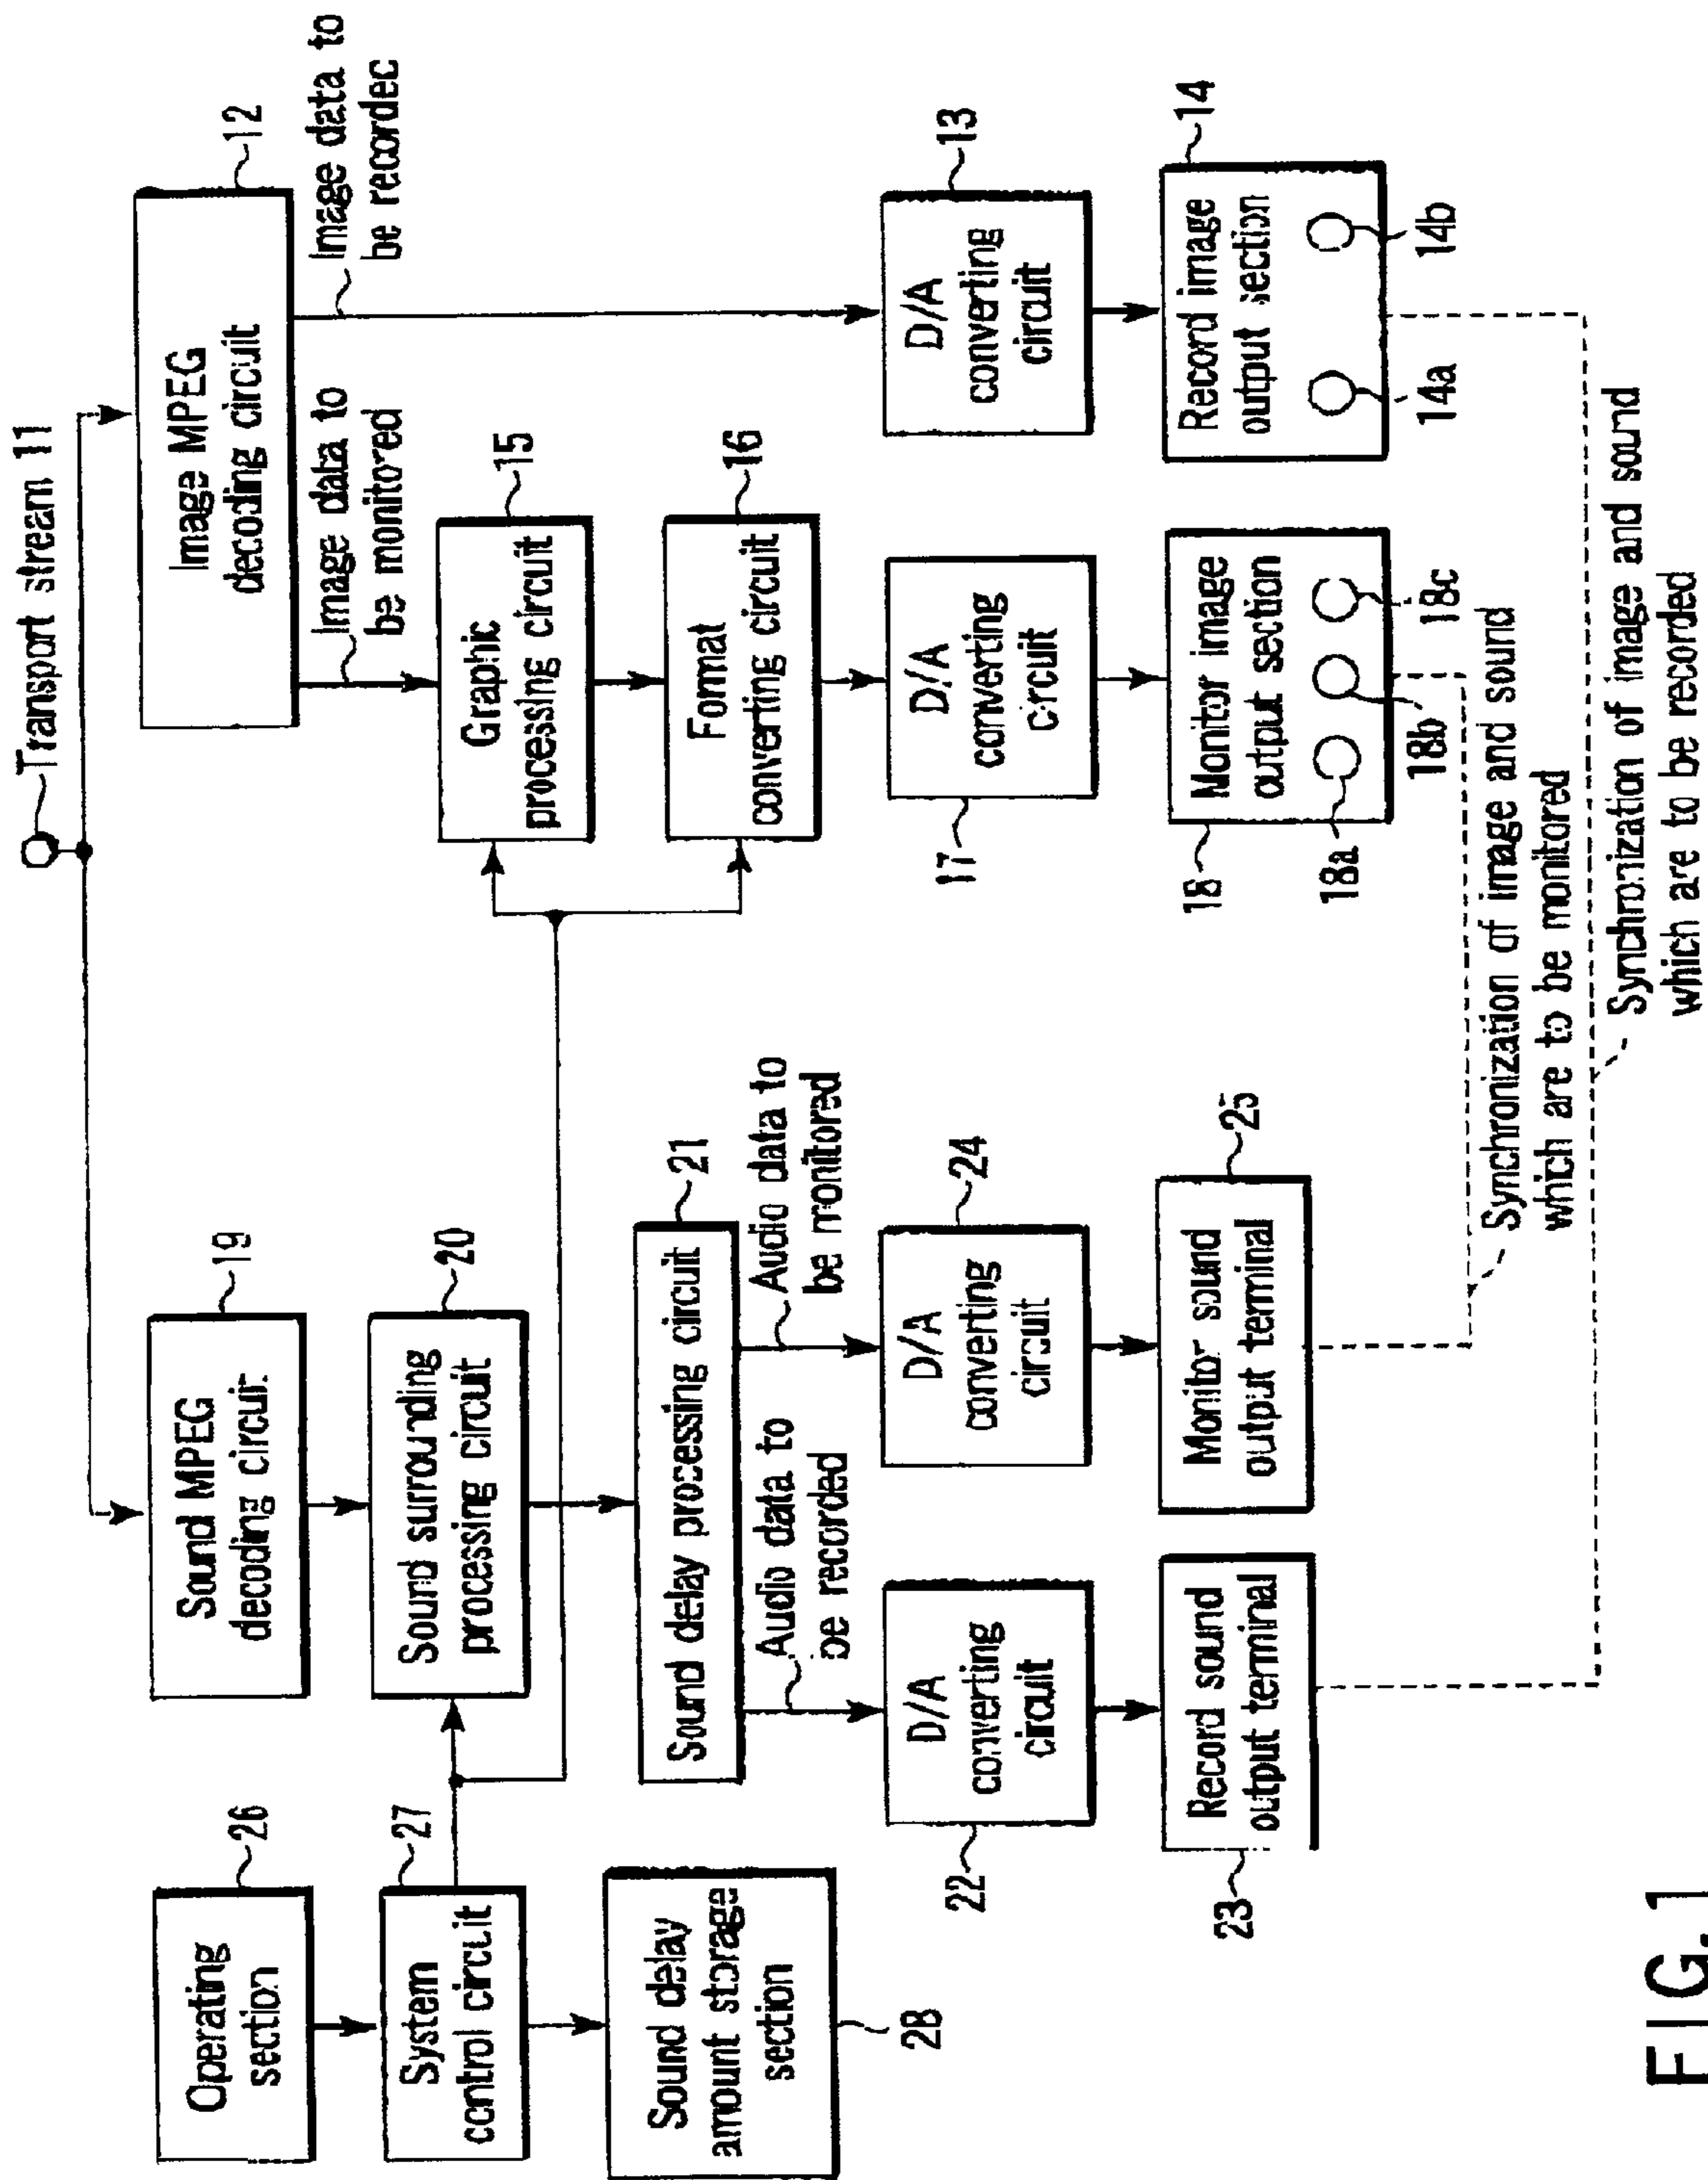 Transport stream 11
Image MPEG
decoding circuit
12
Image data to
be monitored
Image data to
be recordec
Graphic
processing circuit
15
Format
converting circuit
16
D/A
converting
circuit
17
D/A
converting
circuit
13
Monitor image
output section
18
18a
18b
18c
Record image
output section
14
14a
14b
Sound MPEG
decoding circuit
19
Sound surrounding
processing circuit
20
Sound delay processing circuit
21
Audio data to
be recorded
Audio data to
be monitored
D/A
converting
circuit
22
D/A
converting
circuit
24
Record sound
output terminal
23
Monitor sound
output terminal
25
Operating
section
26
System
control circuit
27
Sound delay
amount storage
section
28
Synchronization of image and sound
which are to be monitored
Synchronization of image and sound
which are to be recorded
FIG.1